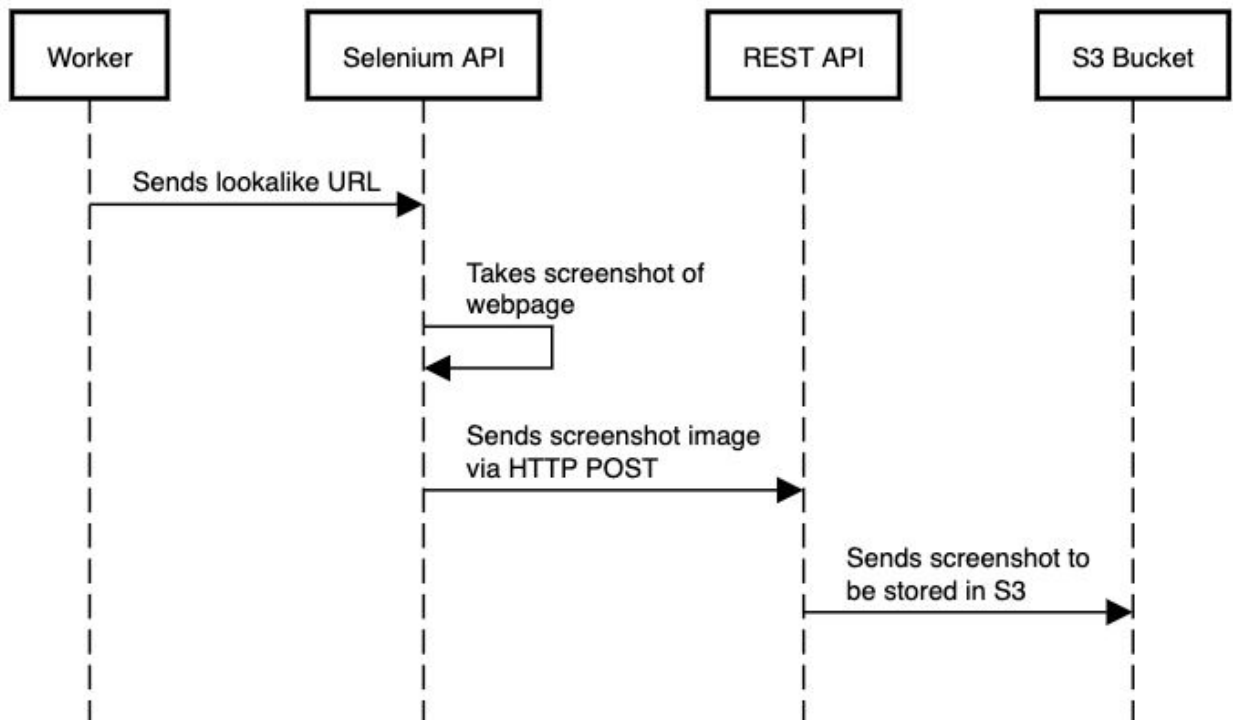 Worker
Selenium API
REST API
S3 Bucket
Sends lookalike URL
Takes screenshot of
webpage
Sends screenshot image
via HTTP POST
Sends screenshot to
be stored in S3